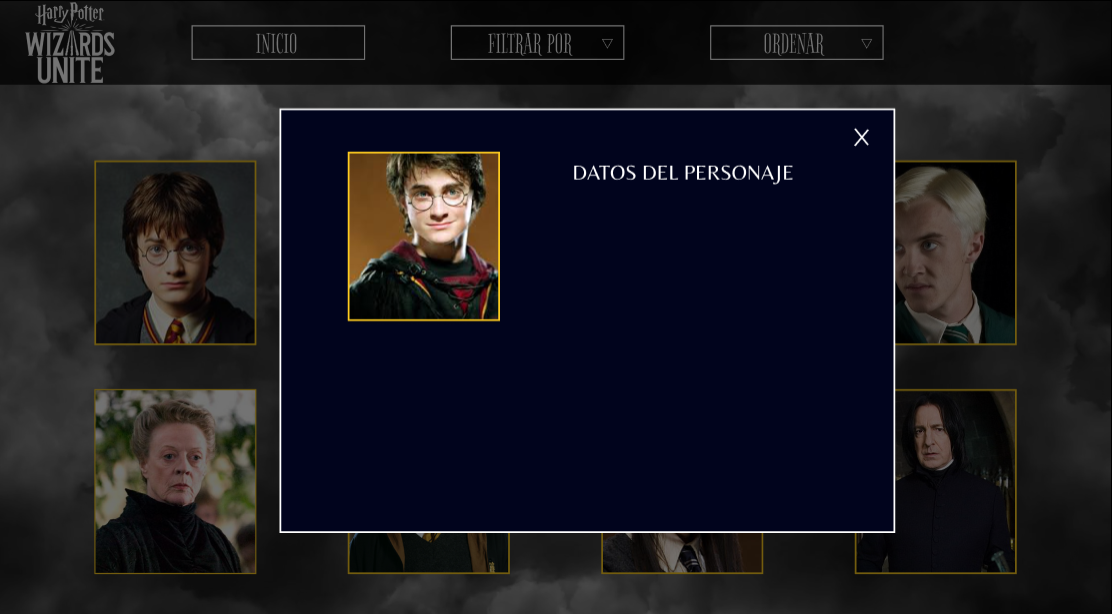 Harry Potter
WIZARDS
UNITE
INICIO
FILTRAR POR
ORDENAR
X
DATOS DEL PERSONAJE